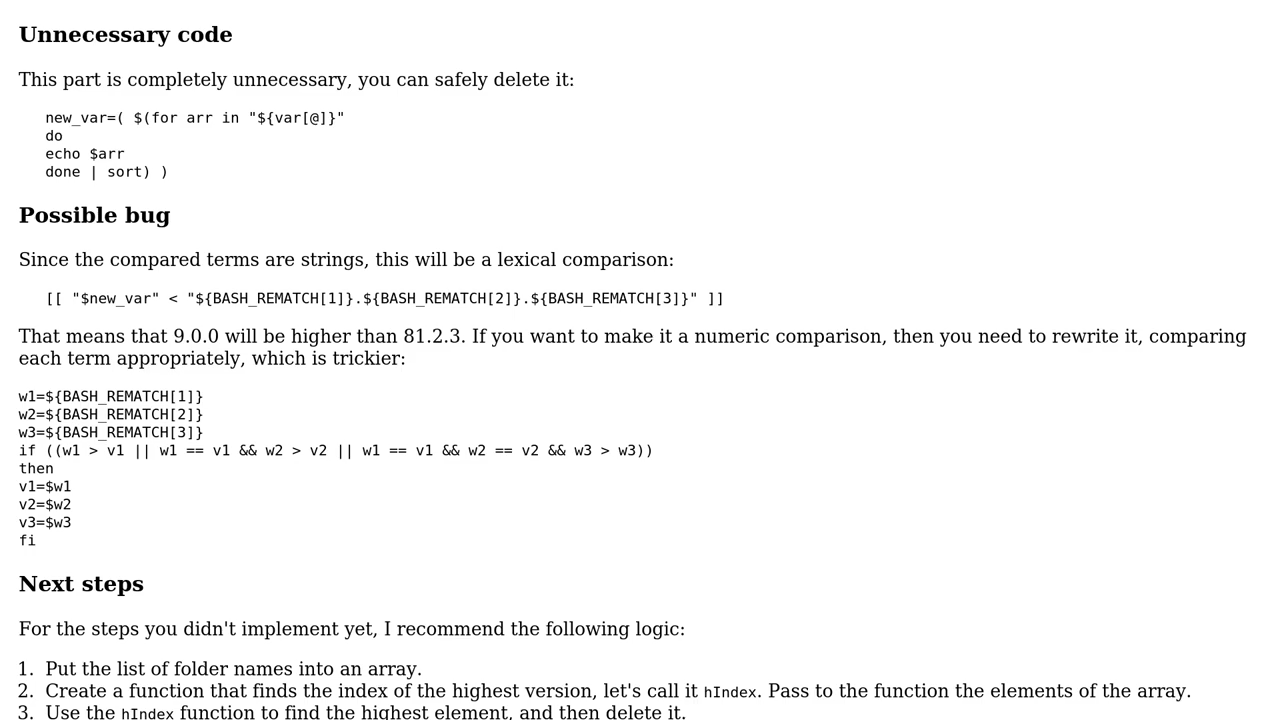 Unnecessary code
This part is completely unnecessary, you can safely delete it:
new_var=( $(for arr in "${var[@]}"
do
echo $arr
done | sort) )
Possible bug
Since the compared terms are strings, this will be a lexical comparison:
[[ "$new_var" < "${BASH_REMATCH[1]}.${BASH_REMATCH[2]}.${BASH_REMATCH[3]}" ]]
That means that 9.0.0 will be higher than 81.2.3. If you want to make it a numeric comparison, then you need to rewrite it, comparing
each term appropriately, which is trickier:
w1=${BASH_REMATCH[1]}
w2=${BASH_REMATCH[2]}
w3=${BASH_REMATCH[3]}
if ((w1 > v1 || w1 == v1 && w2 > v2 || w1 == v1 && w2 == v2 && w3 > w3))
then
v1=$w1
v2=$w2
v3=$w3
fi
Next steps
For the steps you didn't implement yet, I recommend the following logic:
1. Put the list of folder names into an array.
2. Create a function that finds the index of the highest version, let's call it hIndex. Pass to the function the elements of the array.
3. Use the hIndex function to find the highest element, and then delete it.